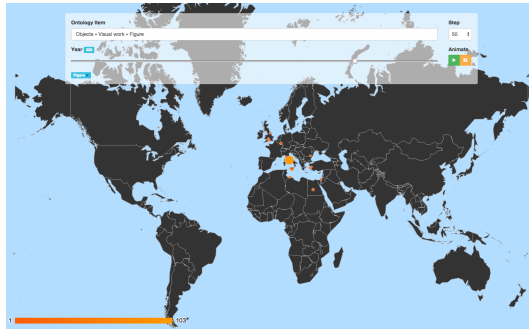 Ontology Item
Step
Objects » Visual work » Figure
50
Year
Animate
Figure
1
103